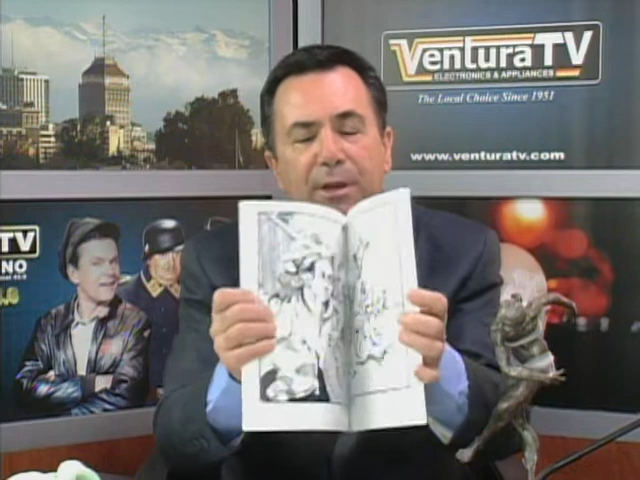 VenturaTV
ELECTRONICS & APPLIANCES
The Local Choice Since 1951
www.venturatv.com
TV
NO